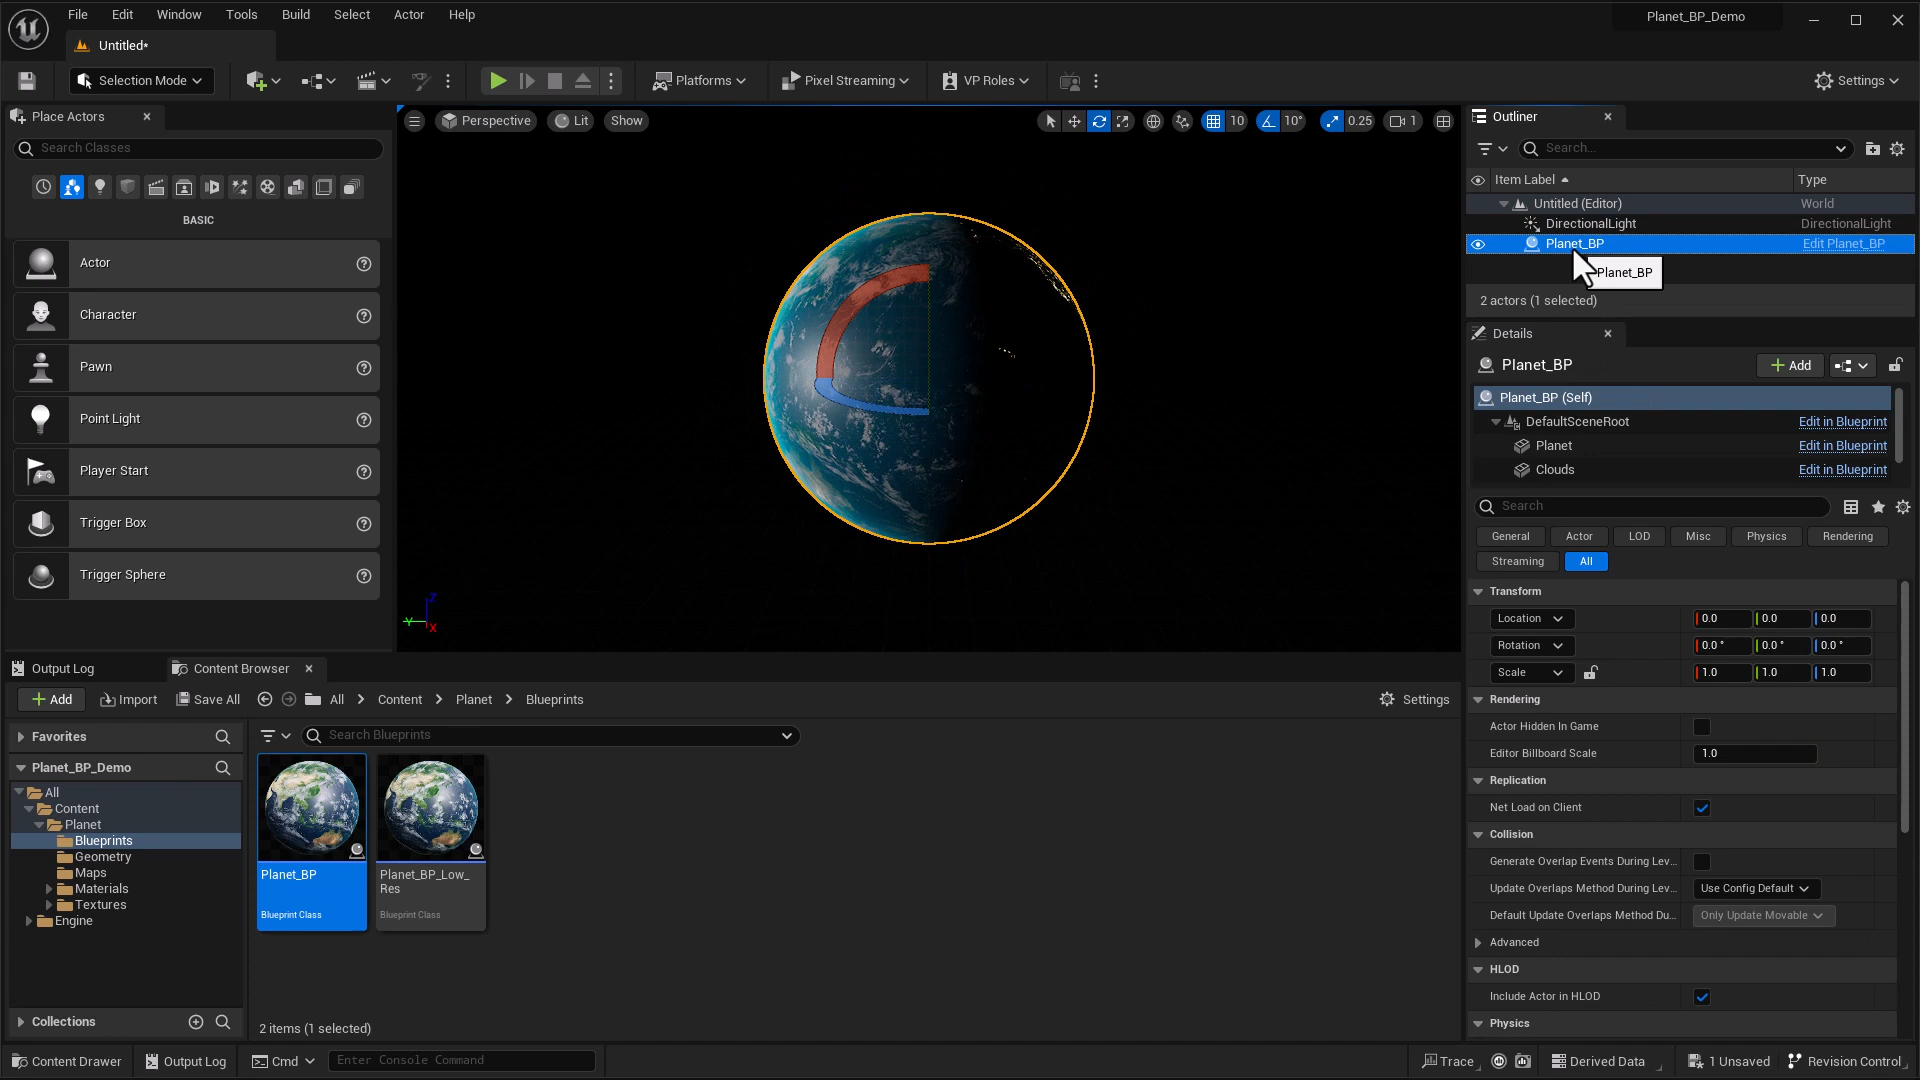 File Edit Window Tools Build Select Actor Help
Planet_BP_Demo
Untitled*
Selection Mode
Platforms
Pixel Streaming
VP Roles
Settings
Place Actors
Search Classes
BASIC
Actor
Character
Pawn
Point Light
Player Start
Trigger Box
Trigger Sphere
Perspective Lit Show
10 10° 0.25 1
Z
Y
X
Outliner
Search...
Item Label Type
Untitled (Editor) World
DirectionalLight DirectionalLight
Planet_BP Edit Planet_BP
Planet_BP
2 actors (1 selected)
Details
Planet_BP
Add
Planet_BP (Self)
DefaultSceneRoot Edit in Blueprint
Planet Edit in Blueprint
Clouds Edit in Blueprint
Search
General Actor LOD Misc Physics Rendering
Streaming All
Transform
Location 0.0 0.0 0.0
Rotation 0.0 ° 0.0 ° 0.0 °
Scale 1.0 1.0 1.0
Rendering
Actor Hidden In Game
Editor Billboard Scale 1.0
Replication
Net Load on Client
Collision
Generate Overlap Events During Lev...
Update Overlaps Method During Lev... Use Config Default
Default Update Overlaps Method Du... Only Update Movable
Advanced
HLOD
Include Actor in HLOD
Physics
Output Log
Content Browser
Add Import Save All All Content Planet Blueprints Settings
Favorites
Search Blueprints
Planet_BP_Demo
All
Content
Planet
Blueprints
Geometry
Maps
Materials
Textures
Engine
Collections
Planet_BP
Blueprint Class
Planet_BP_Low_
Res
Blueprint Class
2 items (1 selected)
Content Drawer Output Log Cmd Enter Console Command
Trace Derived Data 1 Unsaved Revision Control